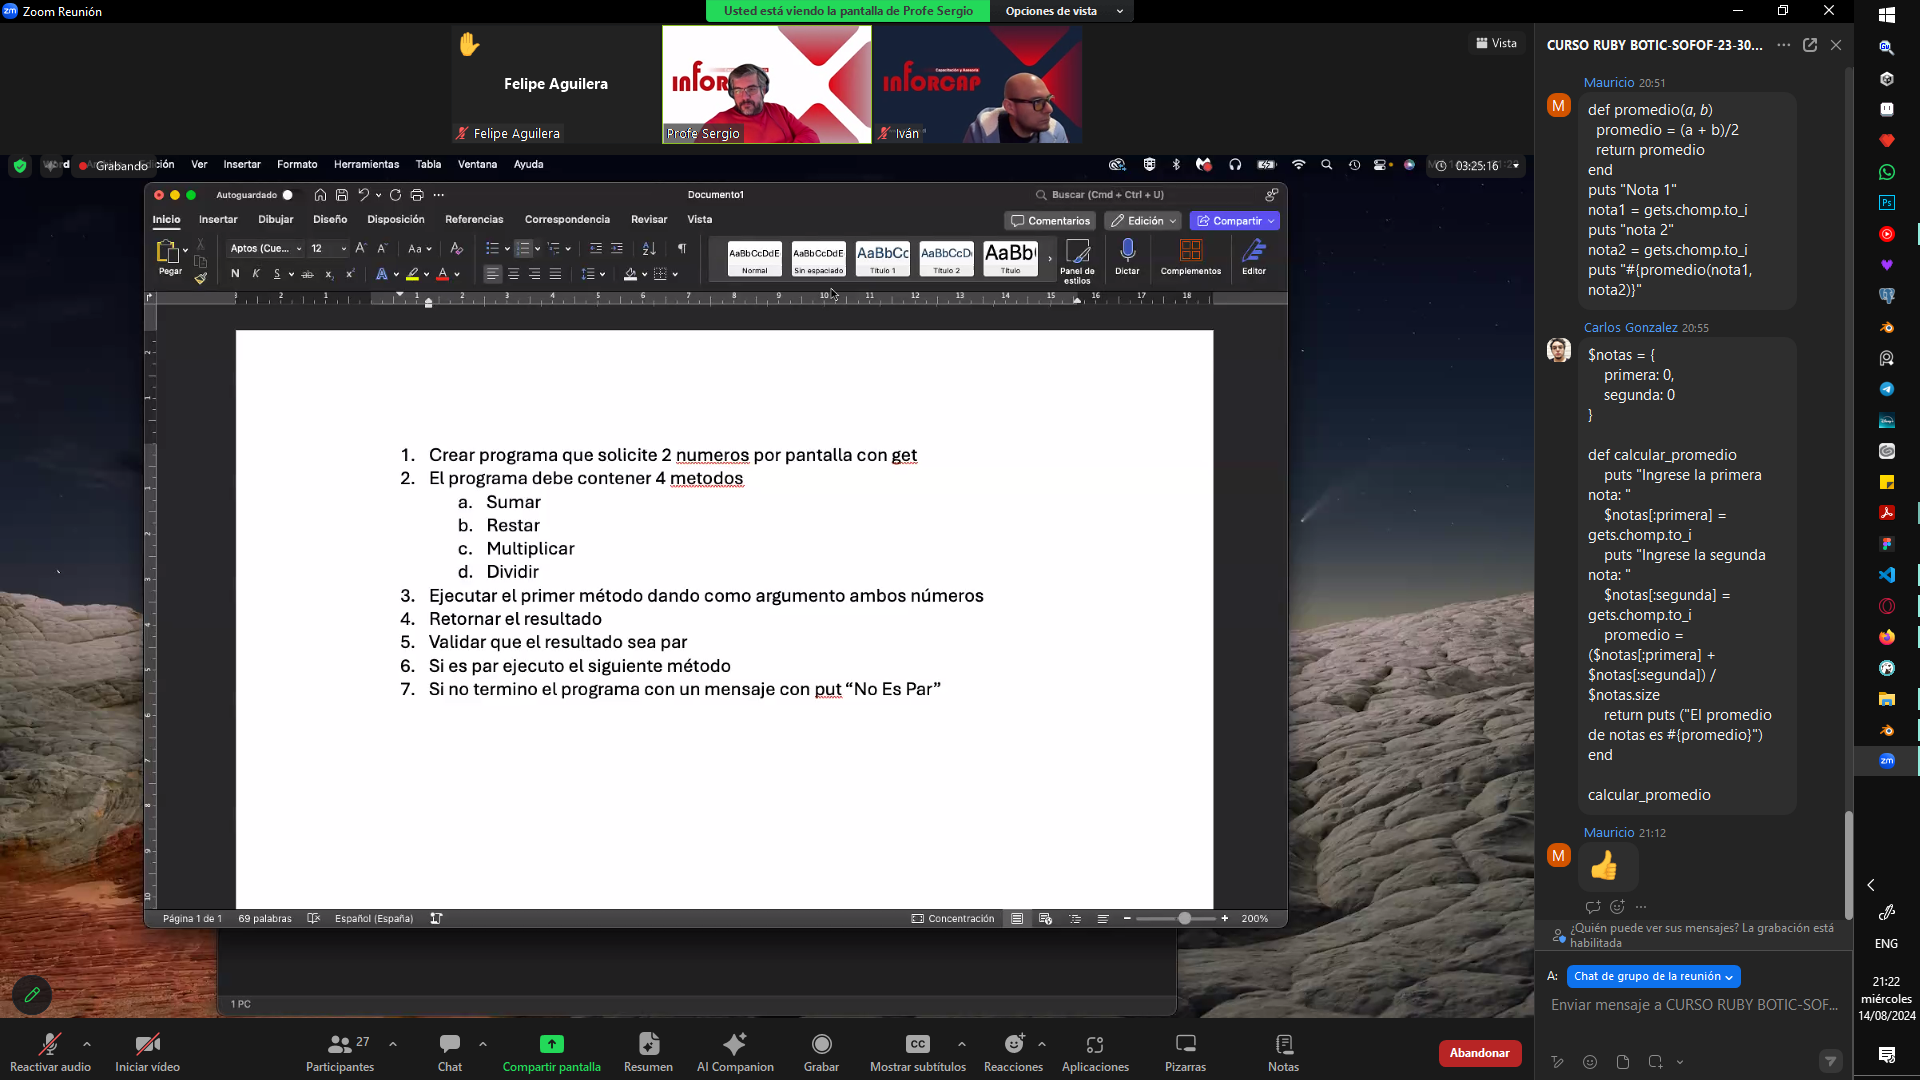 Zoom Reunión
Usted está viendo la pantalla de Profe Sergio
Opciones de vista
Felipe Aguilera
Felipe Aguilera
Profe Sergio
INFORCAP
Iván
Vista
Grabando
Ver
Insertar
Formato
Herramientas
Tabla
Ventana
Ayuda
03:25:16
Autoguardado
Documento1
Buscar (Cmd + Ctrl + U)
Inicio
Insertar
Dibujar
Diseño
Disposición
Referencias
Correspondencia
Revisar
Vista
Comentarios
Edición
Compartir
Pegar
Aptos (Cue...
12
Normal
Sin espaciado
Título 1
Título 2
Título
Panel de estilos
Dictar
Complementos
Editor
1. Crear programa que solicite 2 numeros por pantalla con get
2. El programa debe contener 4 metodos
a. Sumar
b. Restar
c. Multiplicar
d. Dividir
3. Ejecutar el primer método dando como argumento ambos números
4. Retornar el resultado
5. Validar que el resultado sea par
6. Si es par ejecuto el siguiente método
7. Si no termino el programa con un mensaje con put “No Es Par”
Página 1 de 1
69 palabras
Español (España)
Concentración
200%
1 PC
CURSO RUBY BOTIC-SOFOF-23-30...
Mauricio 20:51
M
def promedio(a, b)
promedio = (a + b)/2
return promedio
end
puts "Nota 1"
nota1 = gets.chomp.to_i
puts "nota 2"
nota2 = gets.chomp.to_i
puts "#{promedio(nota1,
nota2)}"
Carlos Gonzalez 20:55
$notas = {
primera: 0,
segunda: 0
}
def calcular_promedio
puts "Ingrese la primera
nota: "
$notas[:primera] =
gets.chomp.to_i
puts "Ingrese la segunda
nota: "
$notas[:segunda] =
gets.chomp.to_i
promedio =
($notas[:primera] +
$notas[:segunda]) /
$notas.size
return puts ("El promedio
de notas es #{promedio}")
end
calcular_promedio
Mauricio 21:12
M
¿Quién puede ver sus mensajes? La grabación está
habilitada
A:
Chat de grupo de la reunión
Enviar mensaje a CURSO RUBY BOTIC-SOF...
ENG
21:22
miércoles
14/08/2024
Reactivar audio
Iniciar vídeo
27
Participantes
Chat
Compartir pantalla
Resumen
AI Companion
Grabar
Mostrar subtítulos
Reacciones
Aplicaciones
Pizarras
Notas
Abandonar